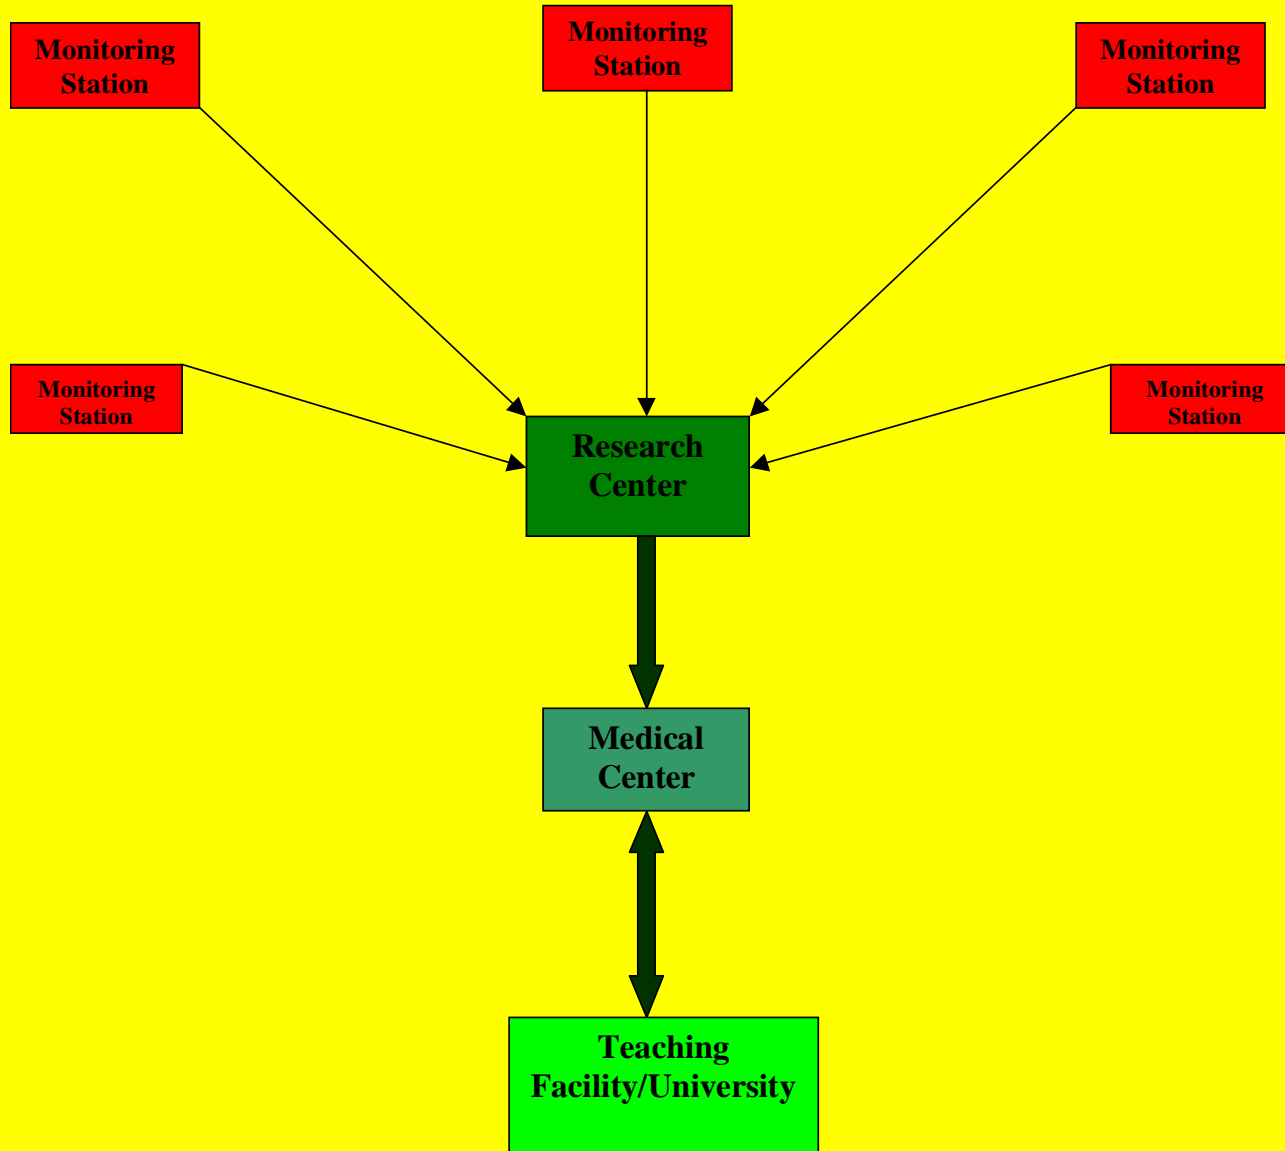 Monitoring
Station
Monitoring
Station
Monitoring
Station
Monitoring
Station
Monitoring
Station
Research
Center
Medical
Center
Teaching
Facility/University